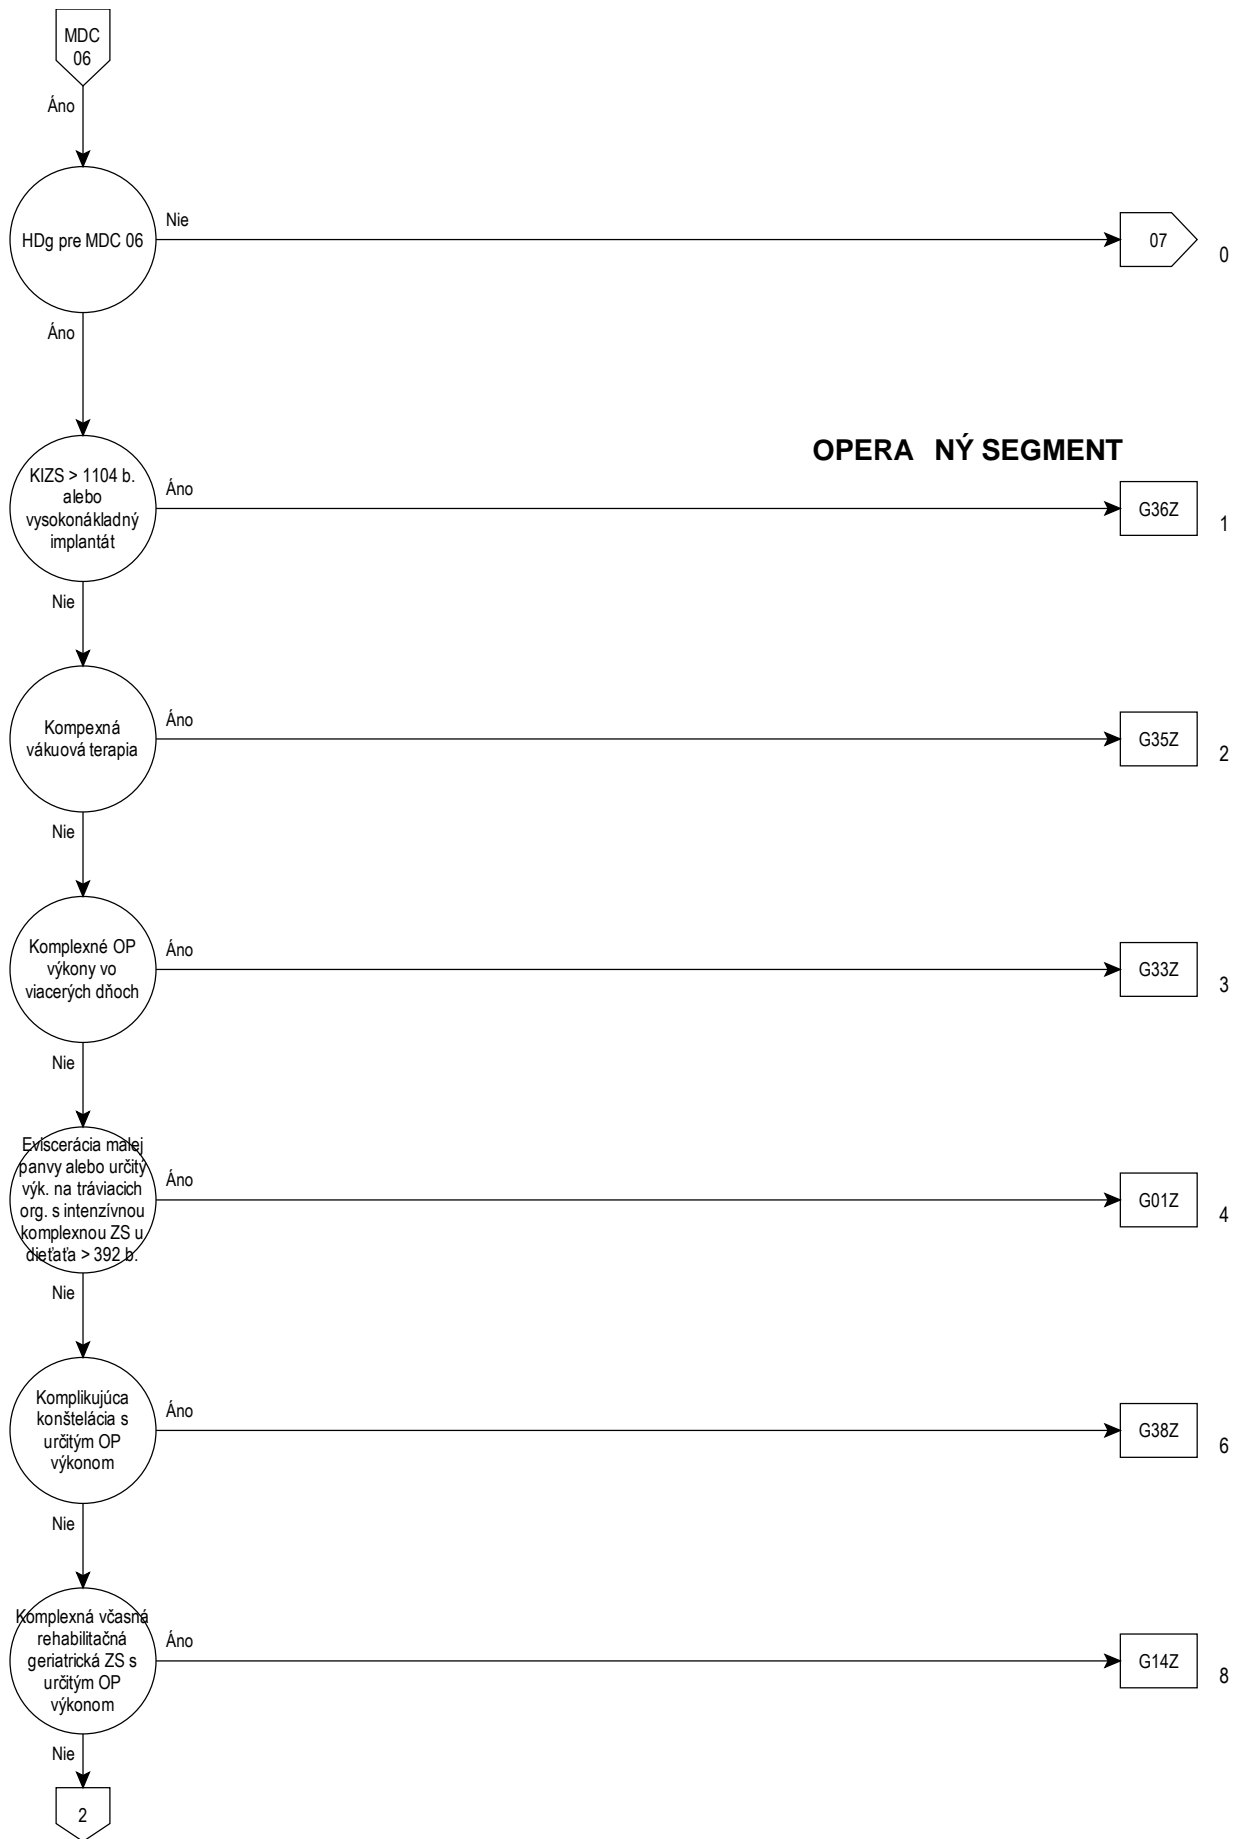 MDC
06
Áno
HDg pre MDC 06
Nie
07
0
Áno
OPERA NÝ SEGMENT
KIZS > 1104 b.
alebo
vysokonákladný
implantát
Áno
G36Z
1
Nie
Kompexná
vákuová terapia
Áno
G35Z
2
Nie
Komplexné OP
výkony vo
viacerých dňoch
Áno
G33Z
3
Nie
Eviscerácia malej
panvy alebo určitý
výk. na tráviacich
org. s intenzívnou
komplexnou ZS u
dieťaťa > 392 b.
Áno
G01Z
4
Nie
Komplikujúca
konštelácia s
určitým OP
výkonom
Áno
G38Z
6
Nie
Komplexná včasná
rehabilitačná
geriatrická ZS s
určitým OP
výkonom
Áno
G14Z
8
Nie
2